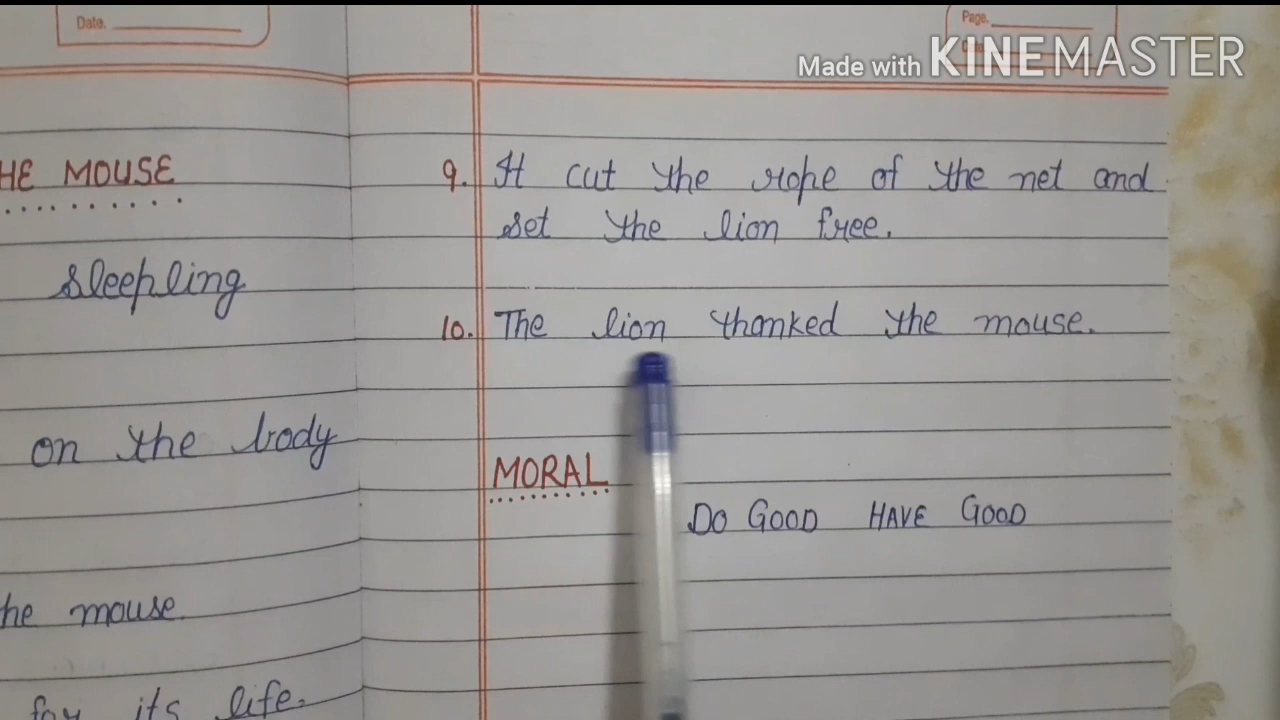 Date.
HE MOUSE
sleepling
on the body
he mouse.
for its life.
Page.
Made with KINEMASTER
9. It cut the rope of the net and
set the lion free.
10. The lion thanked the mouse.
MORAL
DO GOOD HAVE GOOD